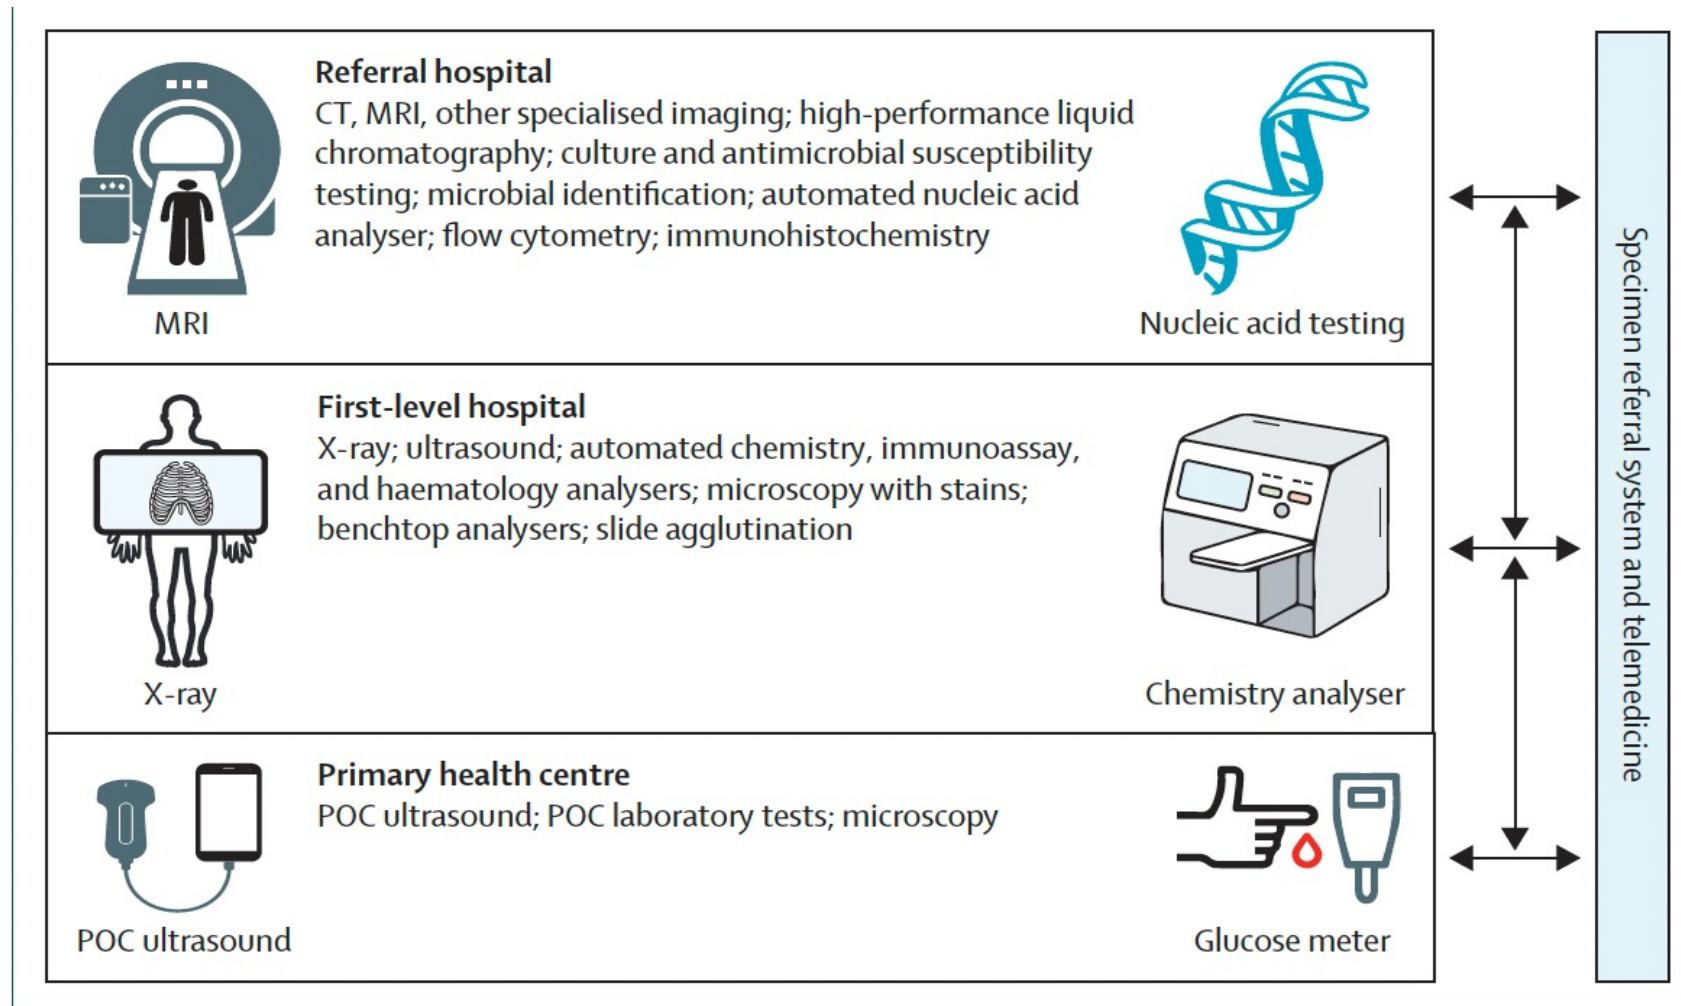 Referral hospital
CT, MRI, other specialised imaging; high-performance liquid
chromatography; culture and antimicrobial susceptibility
testing; microbial identification; automated nucleic acid
analyser; flow cytometry; immunohistochemistry
MRI
Nucleic acid testing
First-level hospital
X-ray; ultrasound; automated chemistry, immunoassay,
and haematology analysers; microscopy with stains;
benchtop analysers; slide agglutination
X-ray
Chemistry analyser
Primary health centre
POC ultrasound; POC laboratory tests; microscopy
POC ultrasound
Glucose meter
Specimen referral system and telemedicine